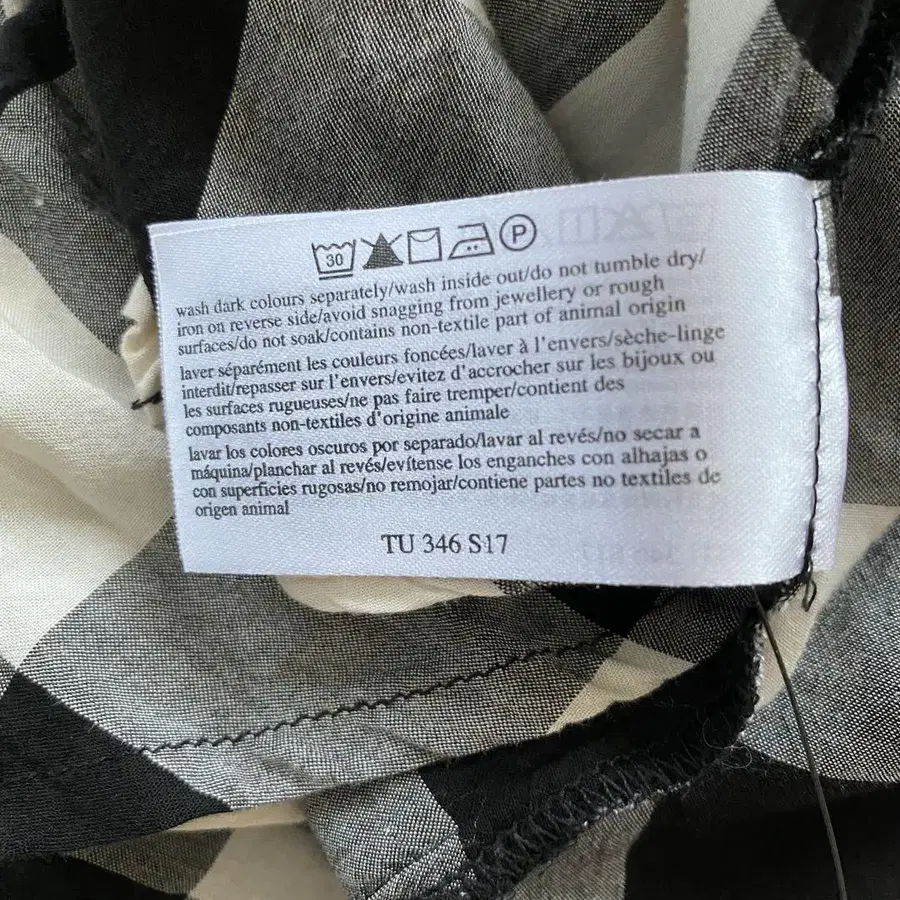 30 P
wash dark colours separately/wash inside out/do not tumble dry/
iron on reverse side/avoid snagging from jewellery or rough
surfaces/do not soak/contains non-textile part of animal origin
laver séparément les couleurs foncées/laver à l'envers/sèche-linge
interdit/repasser sur l'envers/evitez d'accrocher sur les bijoux ou
les surfaces rugueuses/ne pas faire tremper/contient des
composants non-textiles d'origine animale
lavar los colores oscuros por separado/lavar al revés/no secar a
máquina/planchar al revés/evítense los enganches con alhajas o
con superficies rugosas/no remojar/contiene partes no textiles de
origen animal
TU 346 S17